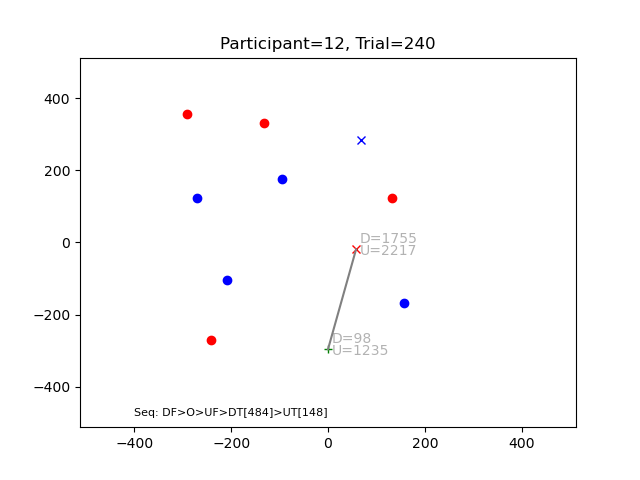 Participant=12, Trial=240
400
200
0
−200
−400
D=1755
U=2217
D=98
U=1235
Seq: DF>O>UF>DT[484]>UT[148]
−400
−200
0
200
400